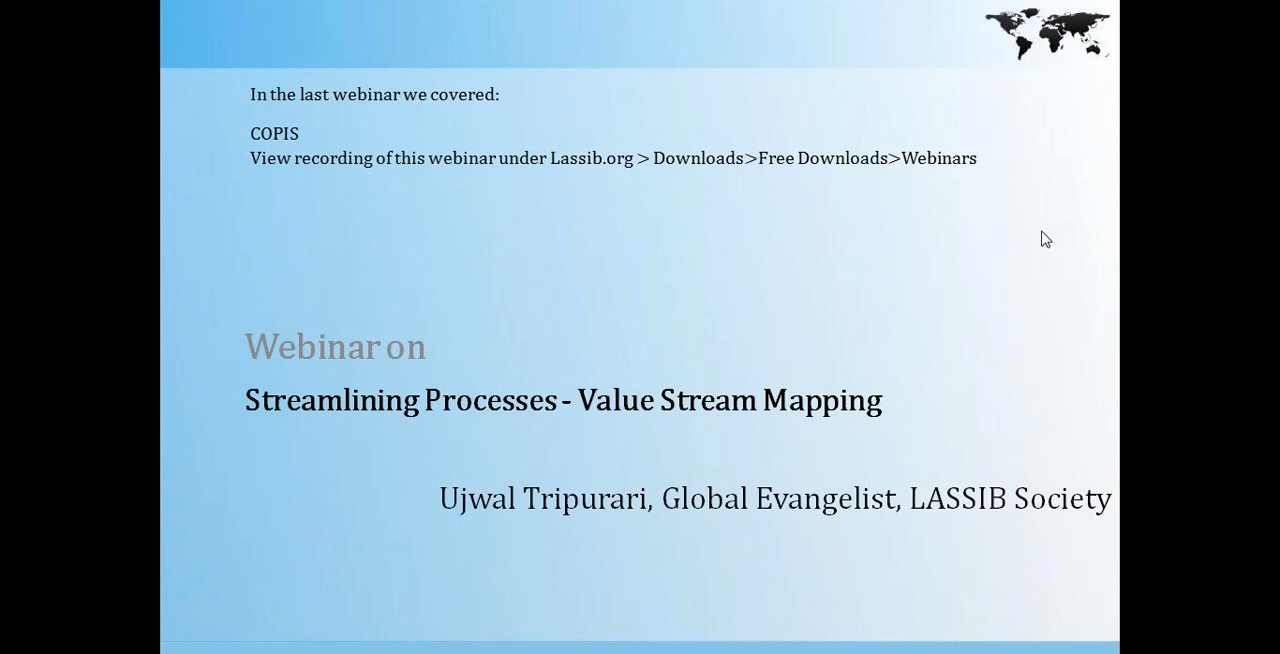 In the last webinar we covered:
COPIS
View recording of this webinar under Lassib.org > Downloads>Free Downloads>Webinars
Webinar on
Streamlining Processes - Value Stream Mapping
Ujwal Tripurari, Global Evangelist, LASSIB Society